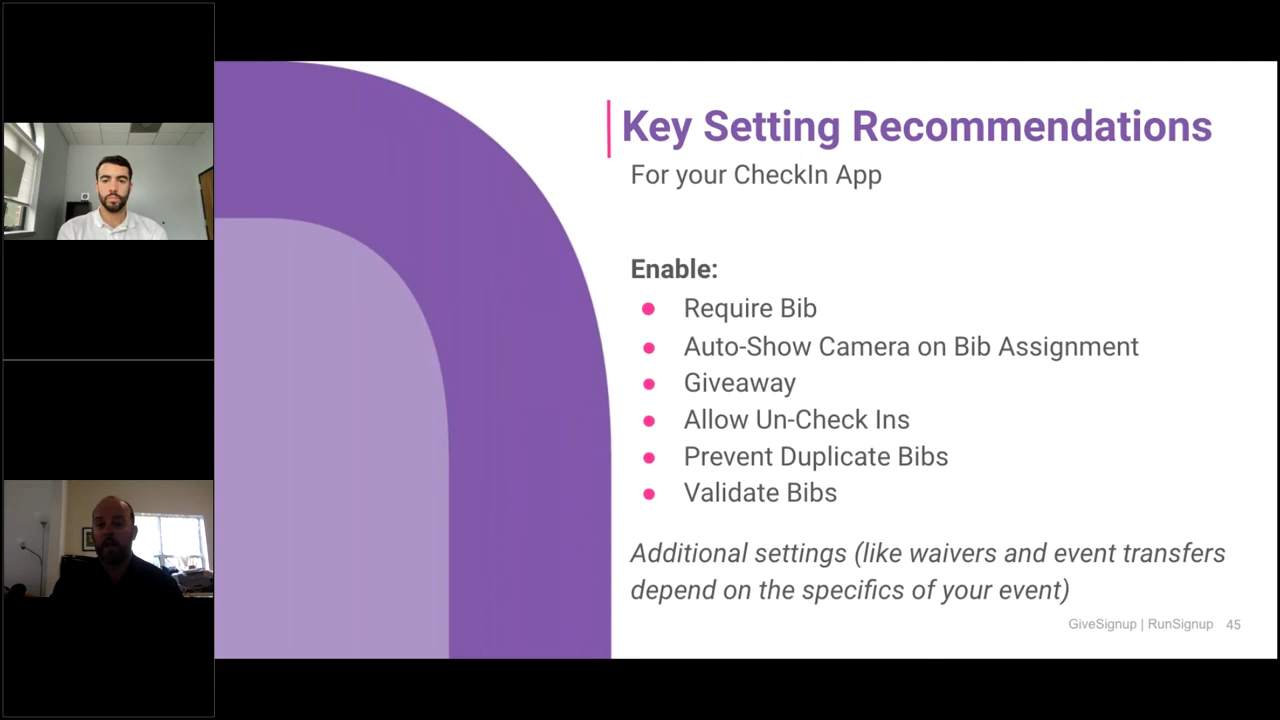 Key Setting Recommendations
For your CheckIn App
Enable:
● Require Bib
● Auto-Show Camera on Bib Assignment
● Giveaway
● Allow Un-Check Ins
● Prevent Duplicate Bibs
● Validate Bibs
Additional settings (like waivers and event transfers
depend on the specifics of your event)
GiveSignup | RunSignup 45